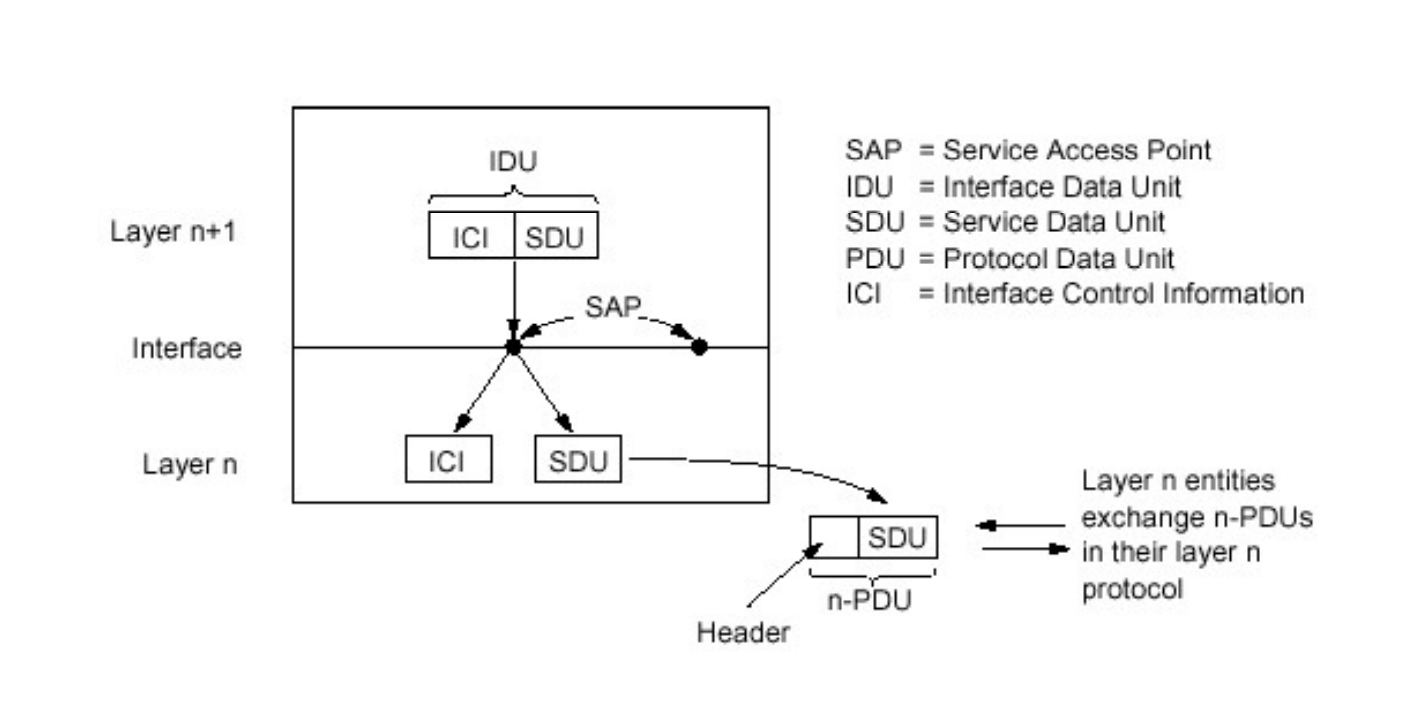 IDU
Layer n+1
ICI SDU
SAP
Interface
Layer n
ICI SDU
SAP = Service Access Point
IDU = Interface Data Unit
SDU = Service Data Unit
PDU = Protocol Data Unit
ICI = Interface Control Information
SDU
n-PDU
Header
Layer n entities
exchange n-PDUs
in their layer n
protocol